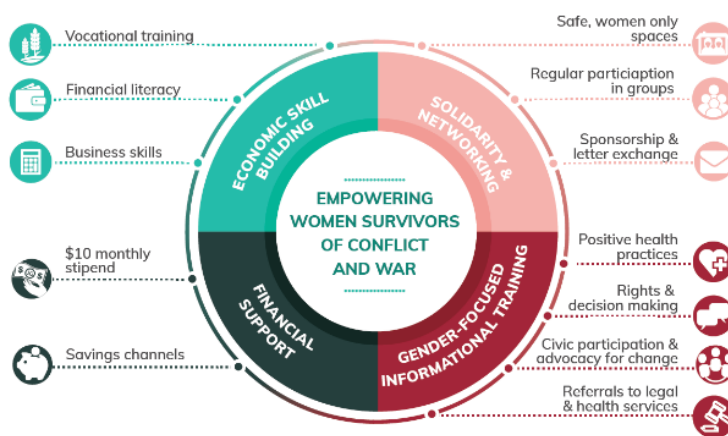 Vocational training
Financial literacy
Business skills
$10 monthly
stipend
Savings channels
ECONOMIC SKILL
BUILDING
SOLIDARITY &
NETWORKING
EMPOWERING
WOMEN SURVIVORS
OF CONFLICT
AND WAR
FINANCIAL
SUPPORT
GENDER-FOCUSED
INFORMATIONAL TRAINING
Safe, women only
spaces
Regular particiaption
in groups
Sponsorship &
letter exchange
Positive health
practices
Rights &
decision making
Civic participation &
advocacy for change
Referrals to legal
& health services